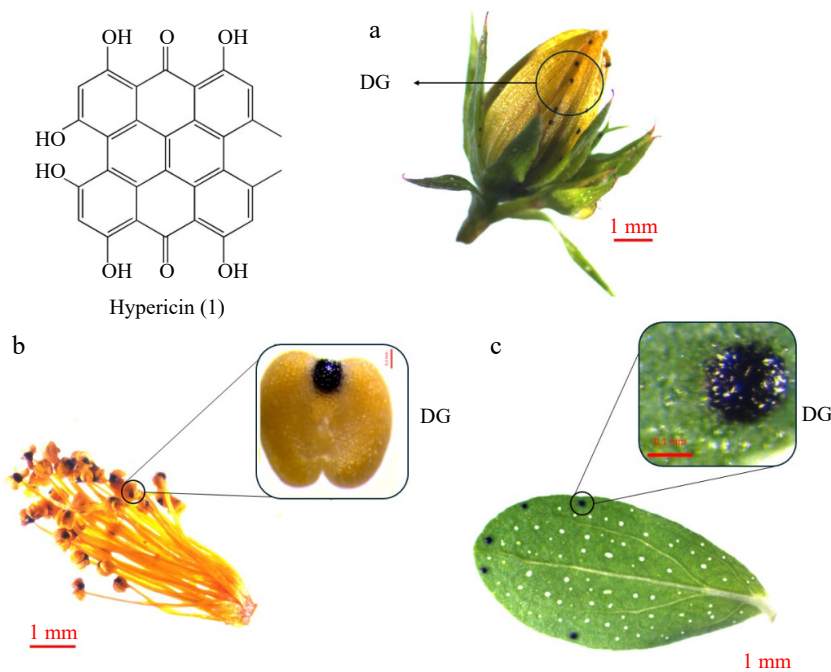 OH
O
OH
HO
HO
OH
O
OH
Hypericin (1)
a
DG
1 mm
b
DG
1 mm
c
DG
0.1 mm
1 mm